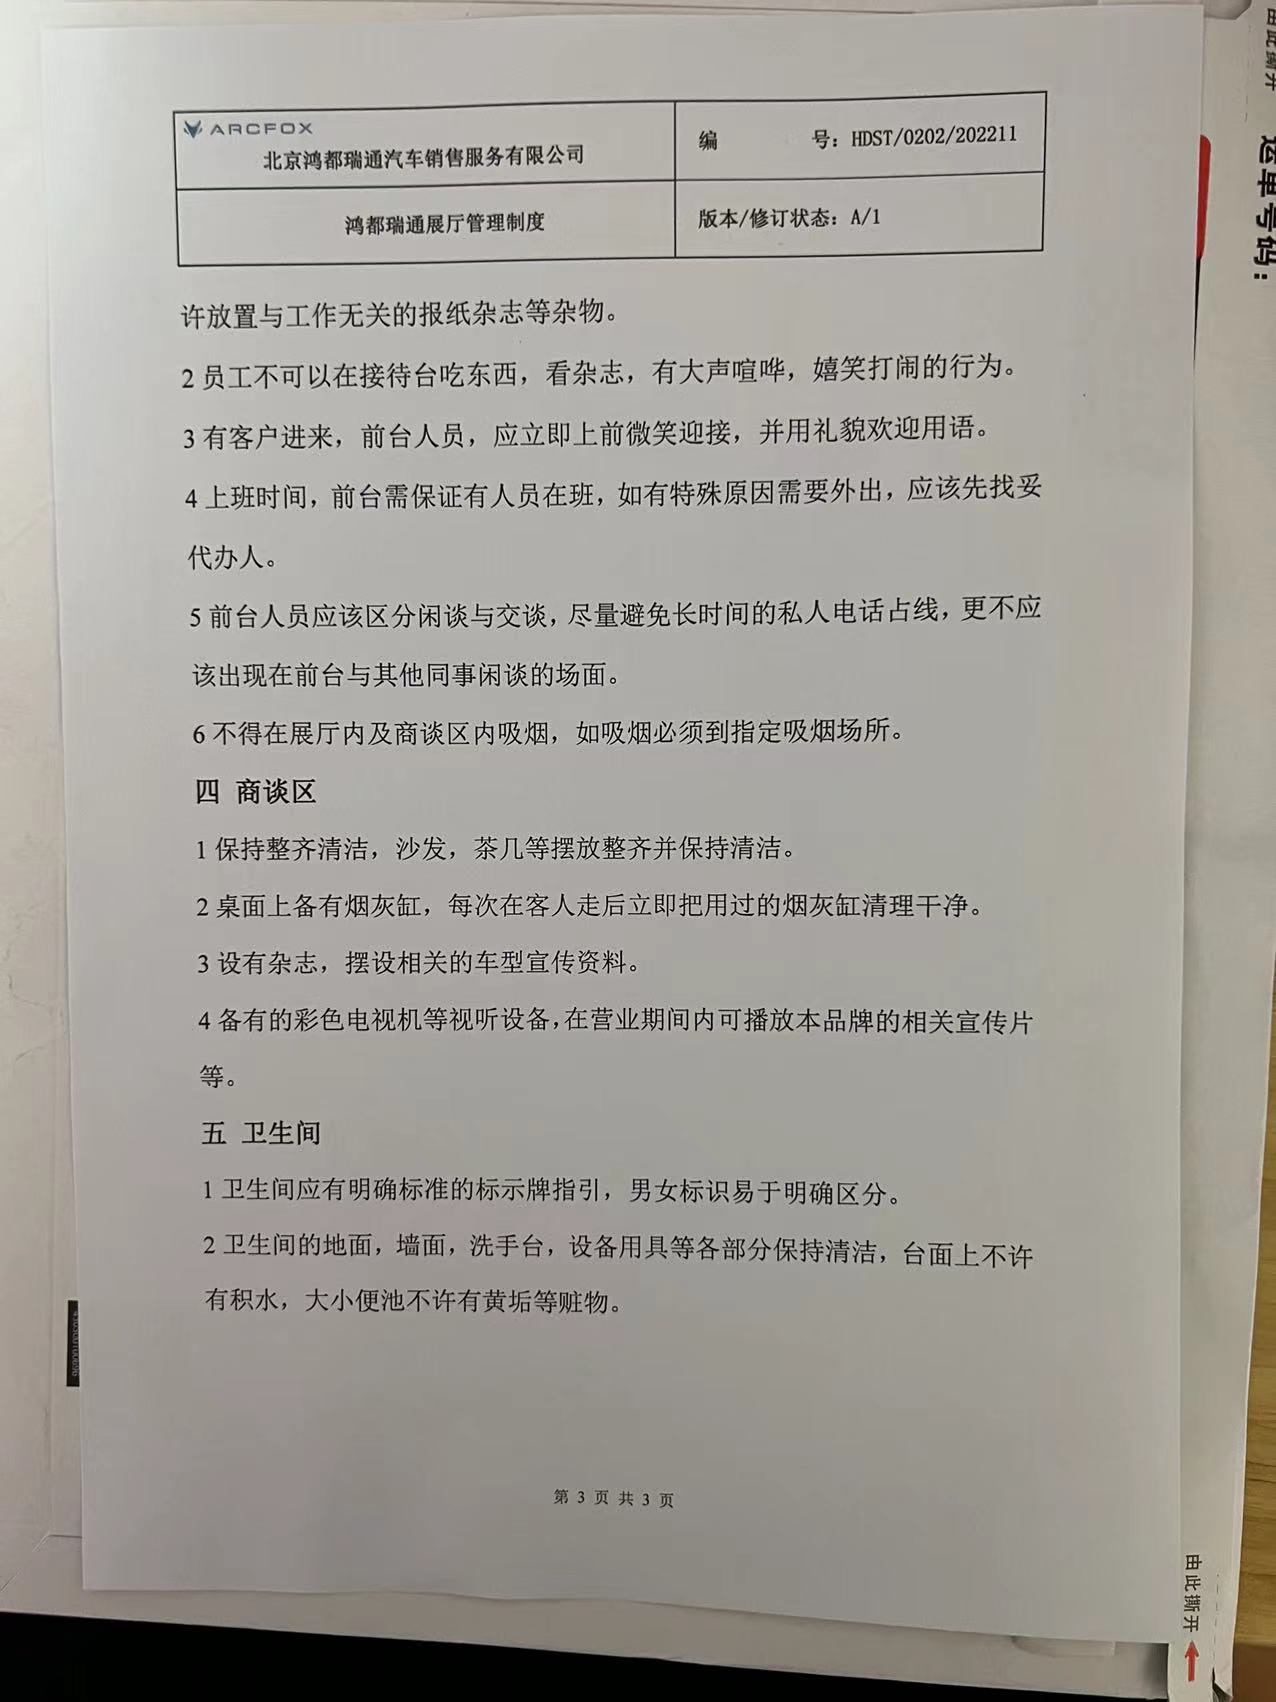 ARCFOX
北京鸿都瑞通汽车销售服务有限公司
编 号：HDST/0202/202211
鸿都瑞通展厅管理制度
版本/修订状态：A/1
许放置与工作无关的报纸杂志等杂物。
2 员工不可以在接待台吃东西，看杂志，有大声喧哗，嬉笑打闹的行为。
3 有客户进来，前台人员，应立即上前微笑迎接，并用礼貌欢迎用语。
4 上班时间，前台需保证有人员在班，如有特殊原因需要外出，应该先找妥
代办人。
5 前台人员应该区分闲谈与交谈，尽量避免长时间的私人电话占线，更不应
该出现在前台与其他同事闲谈的场面。
6 不得在展厅内及商谈区内吸烟，如吸烟必须到指定吸烟场所。
四 商谈区
1 保持整齐清洁，沙发，茶几等摆放整齐并保持清洁。
2 桌面上备有烟灰缸，每次在客人走后立即把用过的烟灰缸清理干净。
3 设有杂志，摆设相关的车型宣传资料。
4 备有的彩色电视机等视听设备，在营业期间内可播放本品牌的相关宣传片
等。
五 卫生间
1 卫生间应有明确标准的标示牌指引，男女标识易于明确区分。
2 卫生间的地面，墙面，洗手台，设备用具等各部分保持清洁，台面上不许
有积水，大小便池不许有黄垢等赃物。
第 3 页 共 3 页
由此撕开
运单号码：
由此撕开